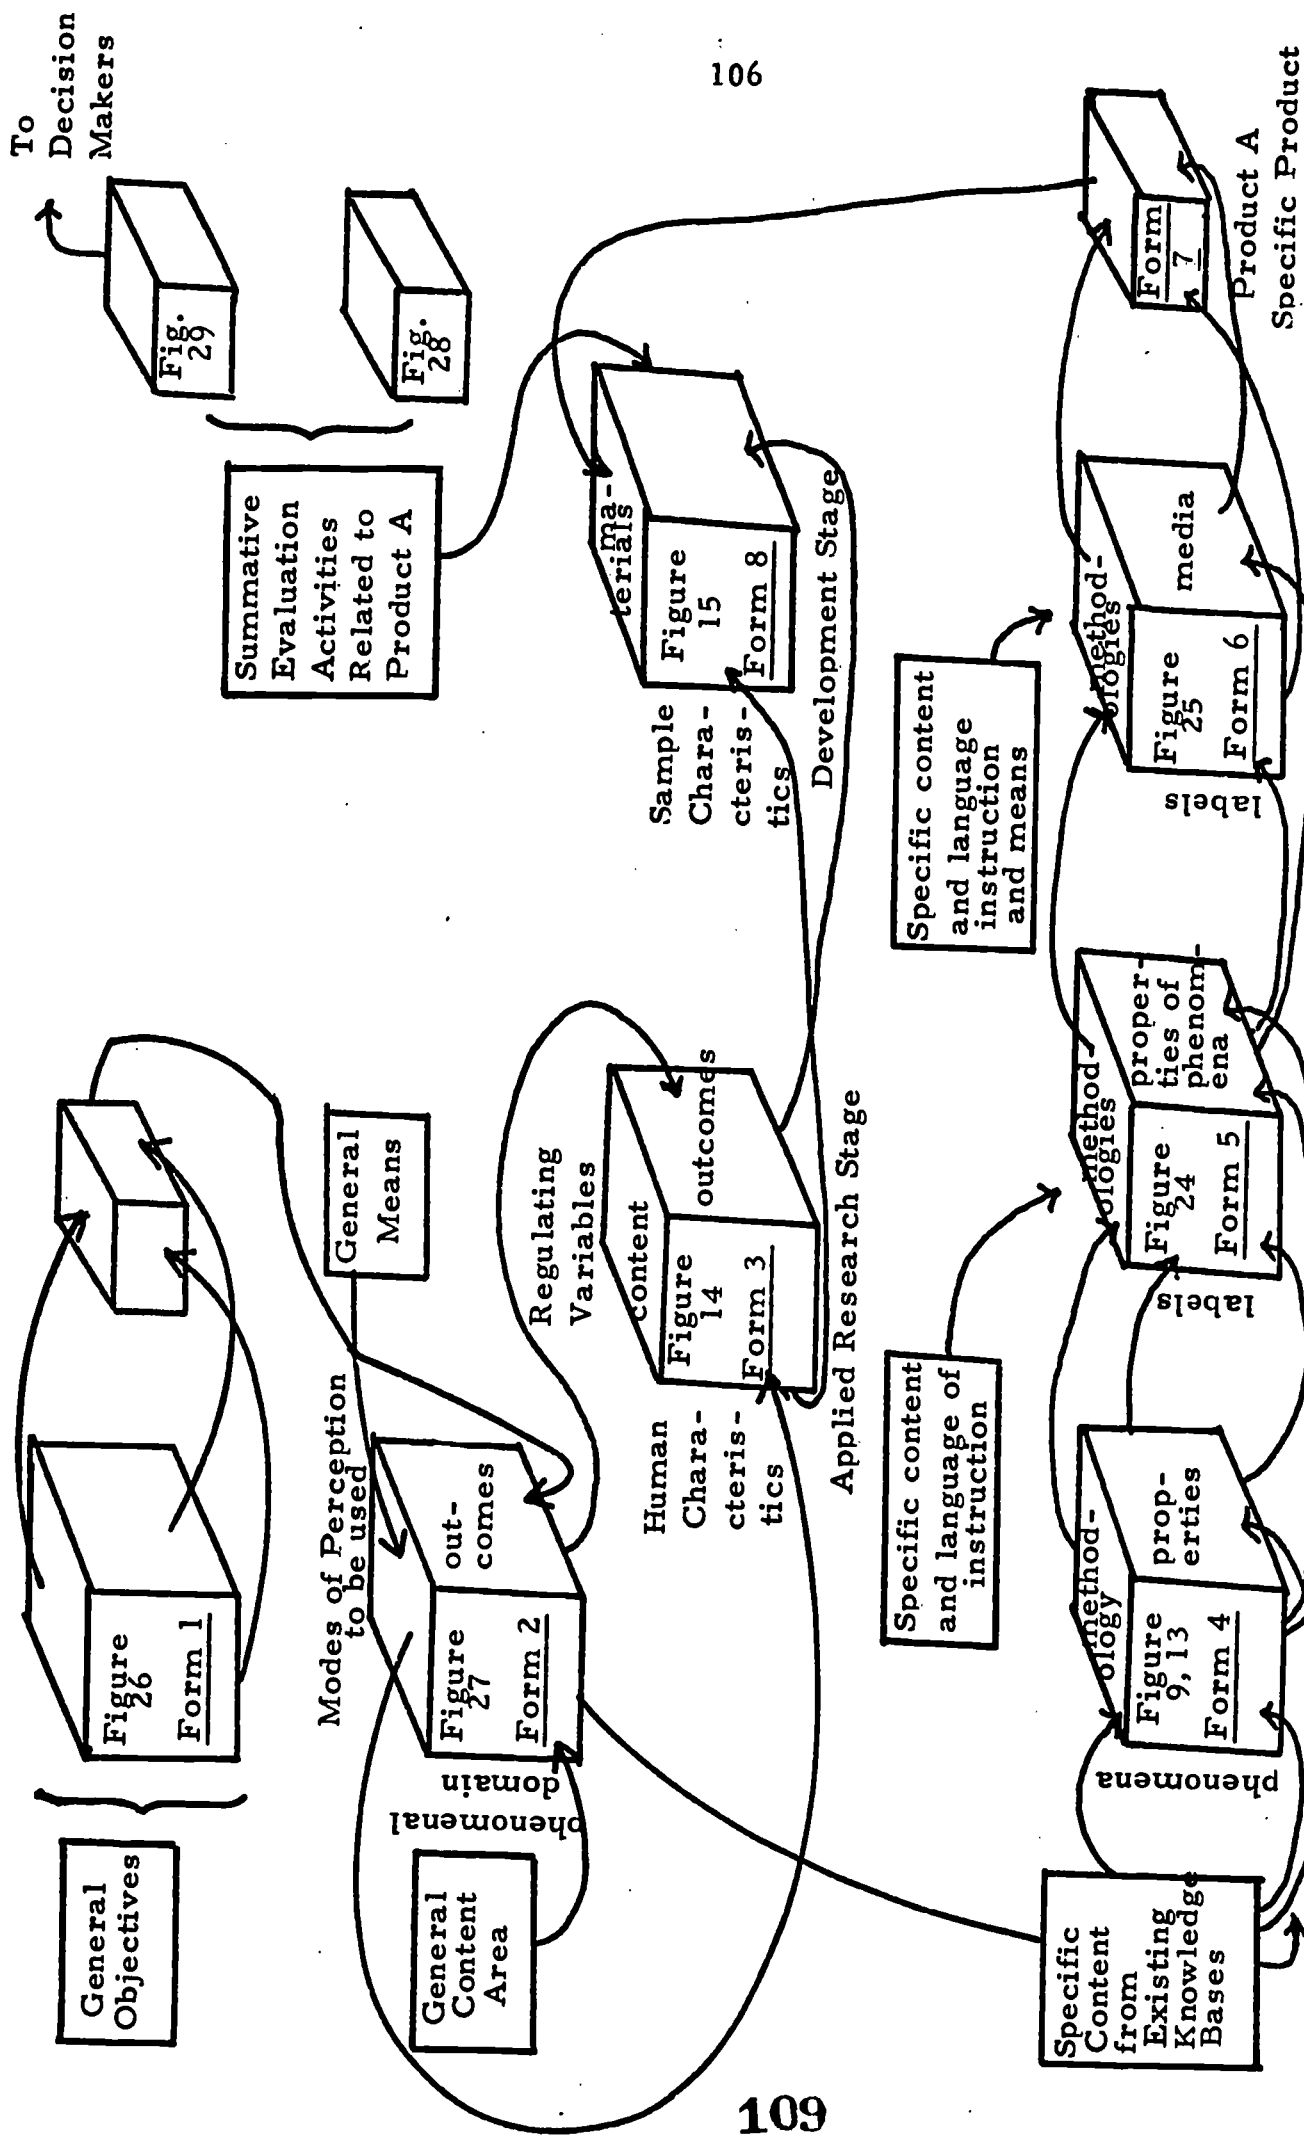 106
To
Decision
Makers
Fig.
29
Fig.
28
Summative
Evaluation
Activities
Related to
Product A
General
Objectives
Figure
26
Form 1
Modes of Perception
to be used
General
Means
out-
comes
Figure
27
Form 2
phenomenal
domain
General
Content
Area
Regulating
Variables
content
outcomes
Figure
14
Form 3
Human
Chara-
cteris-
tics
Applied Research Stage
ma-
terials
Figure
15
Form 8
Sample
Chara-
cteris-
tics
Development Stage
Specific content
and language of
instruction
Specific content
and language
instruction
and means
Specific
Content
from
Existing
Knowledge
Bases
method-
ology
prop-
erties
Figure
9, 13
Form 4
phenomena
method-
ologies
proper-
ties of
phenom-
ena
Figure
24
Form 5
labels
method-
ologies
media
Figure
25
Form 6
labels
Form
7
Product A
Specific Product
109